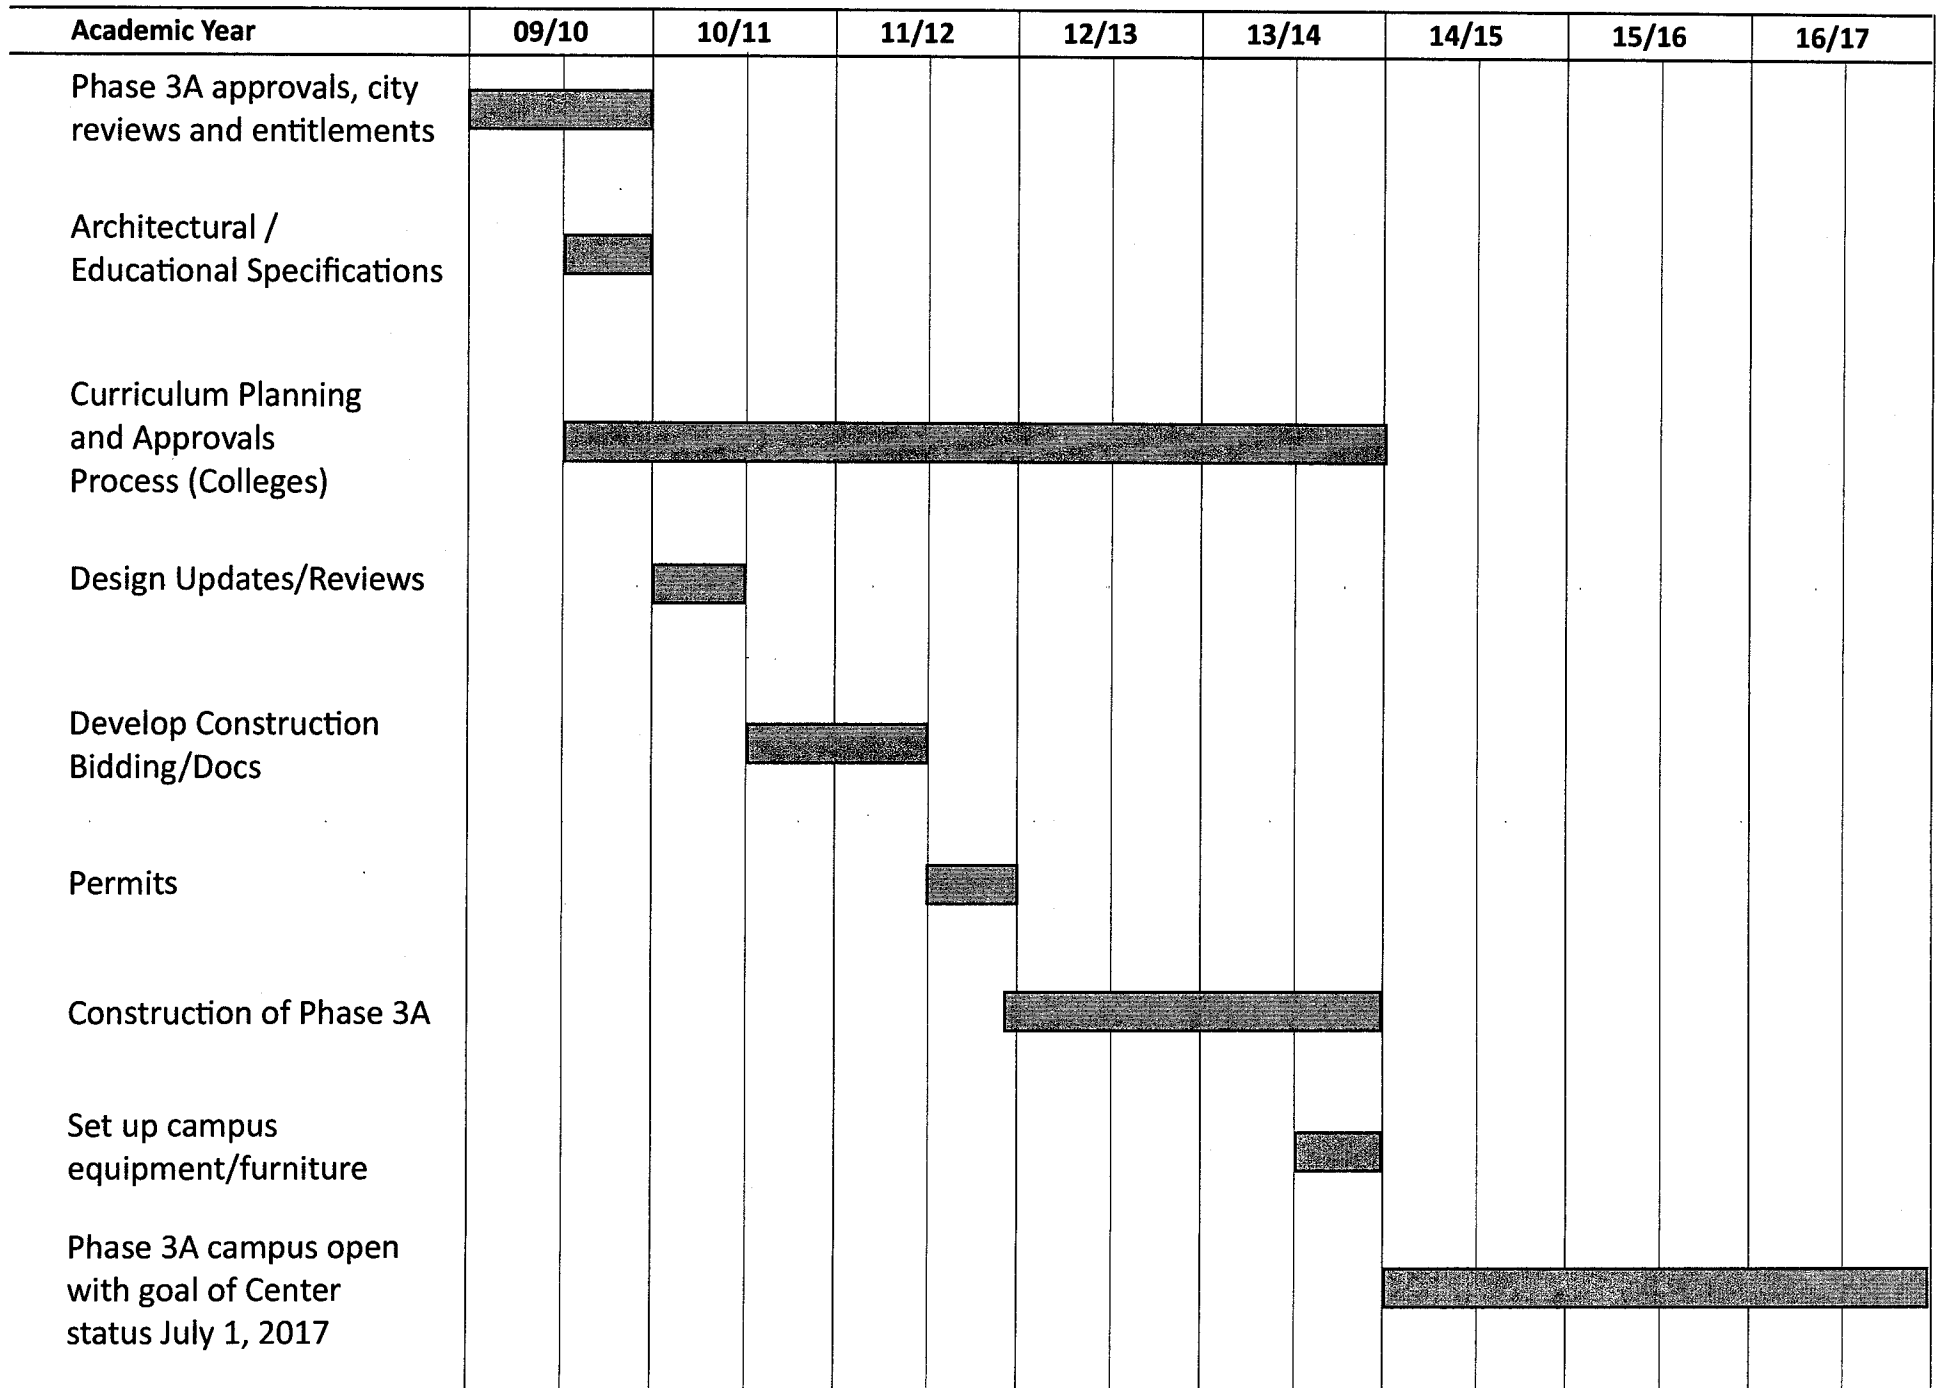 Academic Year 09/10 10/11 11/12 12/13 13/14 14/15 15/16 16/17
Phase 3A approvals, city
reviews and entitlements
Architectural /
Educational Specifications
Curriculum Planning
and Approvals
Process (Colleges)
Design Updates/Reviews
Develop Construction
Bidding/Docs
Permits
Construction of Phase 3A
Set up campus
equipment/furniture
Phase 3A campus open
with goal of Center
status July 1, 2017